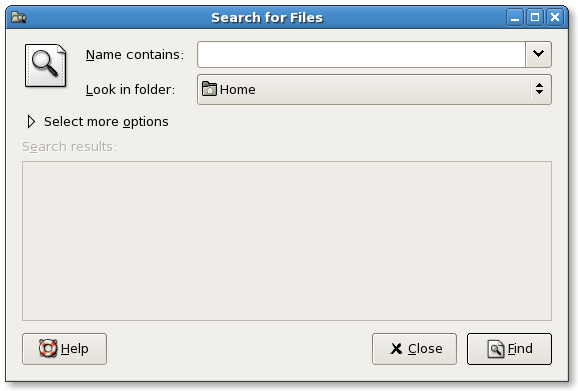 Search for Files
Name contains:
Look in folder: Home
Select more options
Search results:
Help Close Find